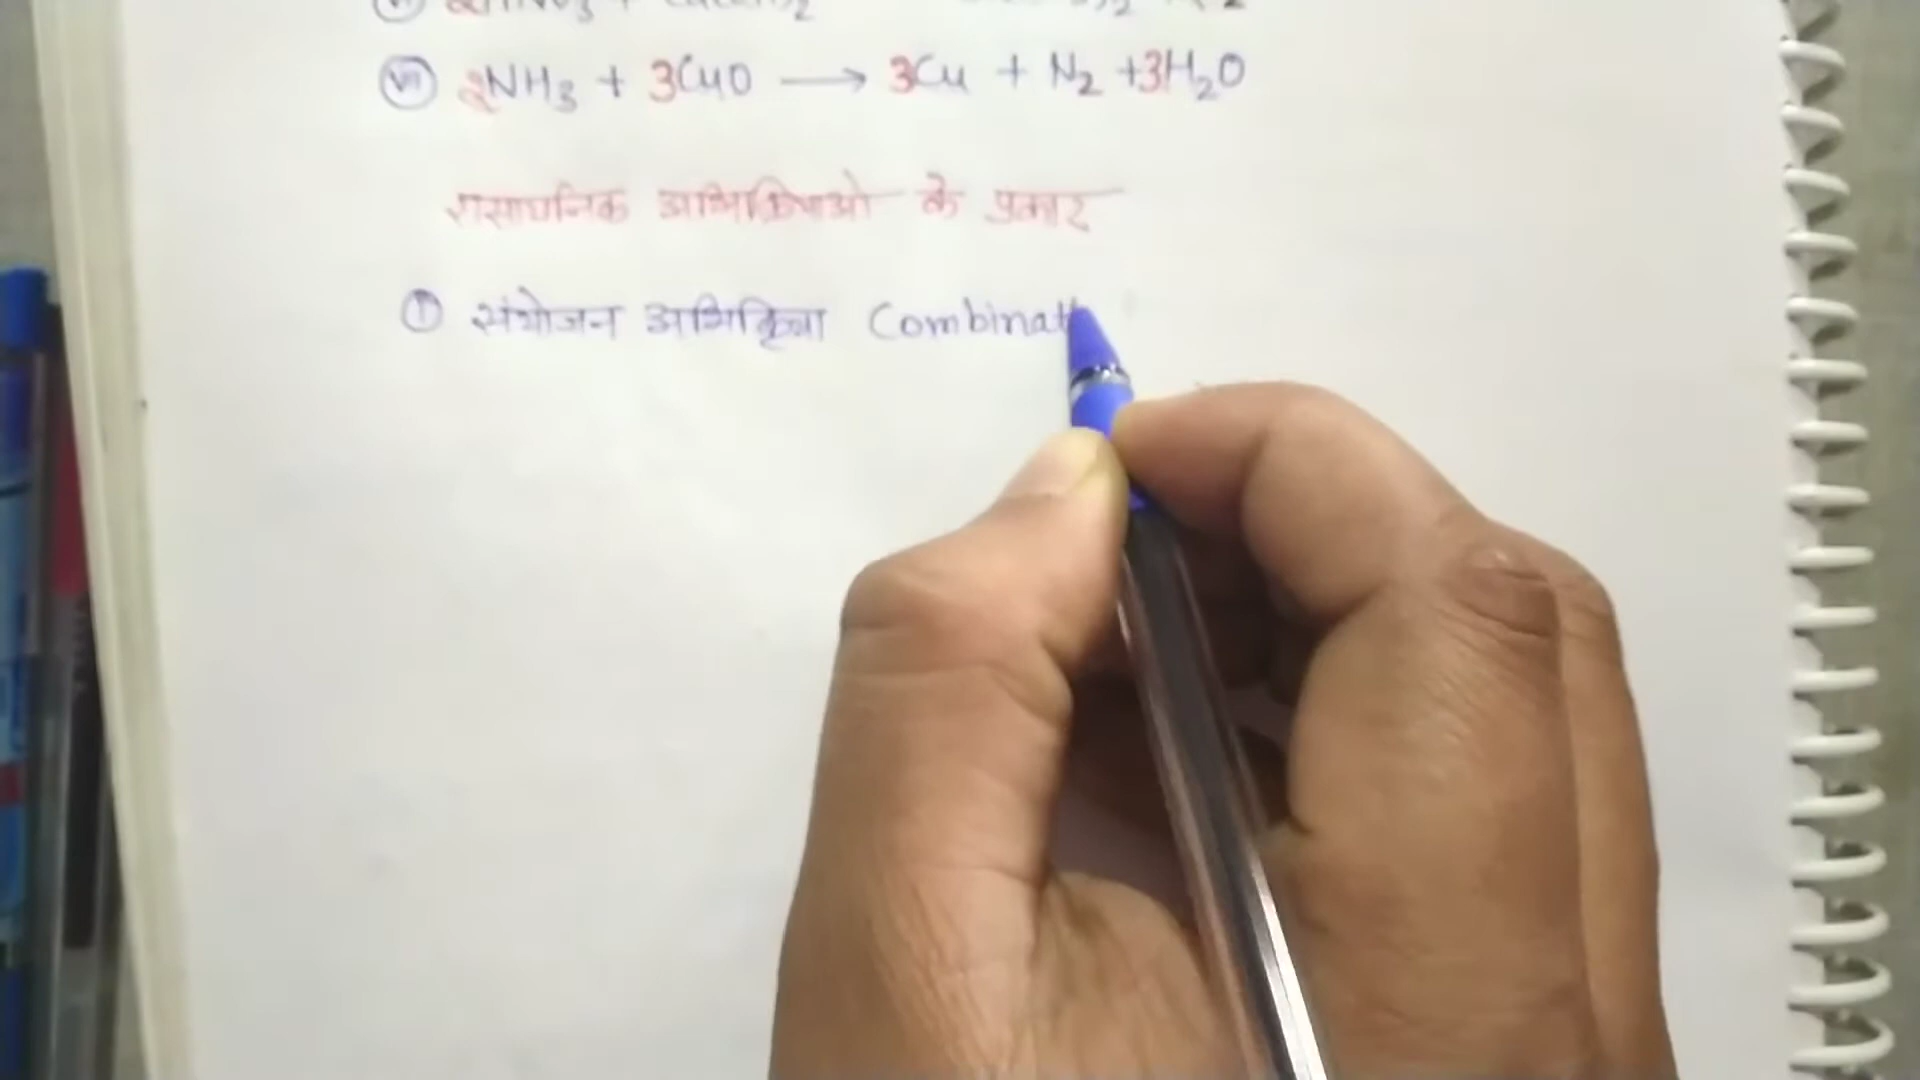 (vii) 2NH₃ + 3CuO ⟶ 3Cu + N₂ +3H₂O
रासायनिक अभिक्रियाओ के प्रकार
① संयोजन अभिक्रिया Combinat